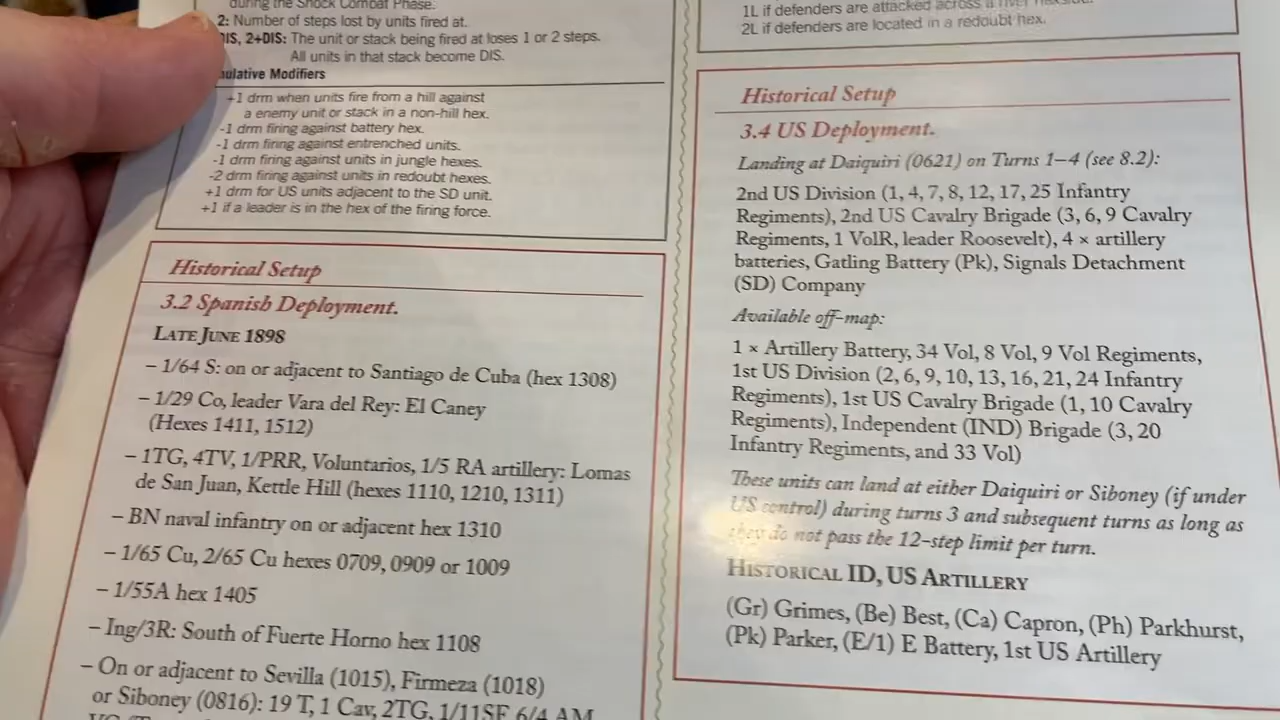 during the Shock Combat Phase.
2: Number of steps lost by units fired at.
DIS, 2+DIS: The unit or stack being fired at loses 1 or 2 steps.
All units in that stack become DIS.
Modifiers
+1 drm when units fire from a hill against
a enemy unit or stack in a non-hill hex.
-1 drm firing against battery hex.
-1 drm firing against entrenched units.
-1 drm firing against units in jungle hexes.
-2 drm firing against units in redoubt hexes.
+1 drm for US units adjacent to the SD unit.
+1 if a leader is in the hex of the firing force.
Historical Setup
3.2 Spanish Deployment.
LATE JUNE 1898
– 1/64 S: on or adjacent to Santiago de Cuba (hex 1308)
– 1/29 Co, leader Vara del Rey: El Caney
(Hexes 1411, 1512)
– 1TG, 4TV, 1/PRR, Voluntarios, 1/5 RA artillery: Lomas
de San Juan, Kettle Hill (hexes 1110, 1210, 1311)
– BN naval infantry on or adjacent hex 1310
– 1/65 Cu, 2/65 Cu hexes 0709, 0909 or 1009
– 1/55A hex 1405
– Ing/3R: South of Fuerte Horno hex 1108
– On or adjacent to Sevilla (1015), Firmeza (1018)
or Siboney (0816): 19 T, 1 Cav, 2TG, 1/11SF 6/4 AM
1L if defenders are attacked across a river
2L if defenders are located in a redoubt hex.
Historical Setup
3.4 US Deployment.
Landing at Daiquiri (0621) on Turns 1–4 (see 8.2):
2nd US Division (1, 4, 7, 8, 12, 17, 25 Infantry
Regiments), 2nd US Cavalry Brigade (3, 6, 9 Cavalry
Regiments, 1 VolR, leader Roosevelt), 4 × artillery
batteries, Gatling Battery (Pk), Signals Detachment
(SD) Company
Available off-map:
1 × Artillery Battery, 34 Vol, 8 Vol, 9 Vol Regiments,
1st US Division (2, 6, 9, 10, 13, 16, 21, 24 Infantry
Regiments), 1st US Cavalry Brigade (1, 10 Cavalry
Regiments), Independent (IND) Brigade (3, 20
Infantry Regiments, and 33 Vol)
These units can land at either Daiquiri or Siboney (if under
US control) during turns 3 and subsequent turns as long as
they do not pass the 12-step limit per turn.
HISTORICAL ID, US ARTILLERY
(Gr) Grimes, (Be) Best, (Ca) Capron, (Ph) Parkhurst,
(Pk) Parker, (E/1) E Battery, 1st US Artillery